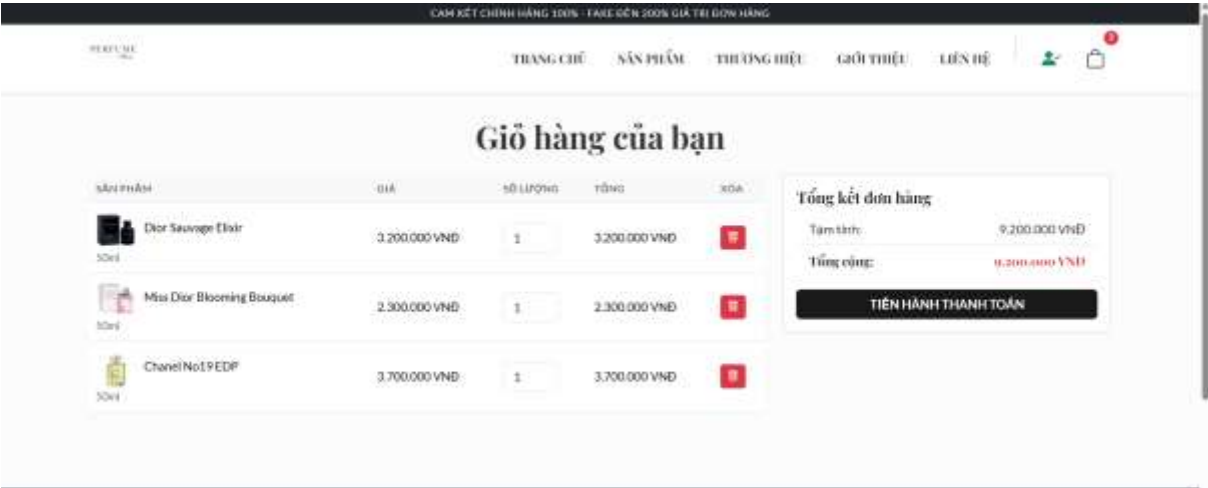 CAM KẾT CHÍNH HÃNG 100% - FAKE ĐỀN 200% GIÁ TRỊ ĐƠN HÀNG
PERFUME
TRANG CHỦ SẢN PHẨM THƯƠNG HIỆU GIỚI THIỆU LIÊN HỆ
3
Giỏ hàng của bạn
SẢN PHẨM GIÁ SỐ LƯỢNG TỔNG XÓA
Dior Sauvage Elixir 3.200.000 VNĐ 1 3.200.000 VNĐ
50ml
Miss Dior Blooming Bouquet 2.300.000 VNĐ 1 2.300.000 VNĐ
50ml
Chanel No19 EDP 3.700.000 VNĐ 1 3.700.000 VNĐ
50ml
Tổng kết đơn hàng
Tạm tính: 9.200.000 VNĐ
Tổng cộng: 9.200.000 VNĐ
TIẾN HÀNH THANH TOÁN